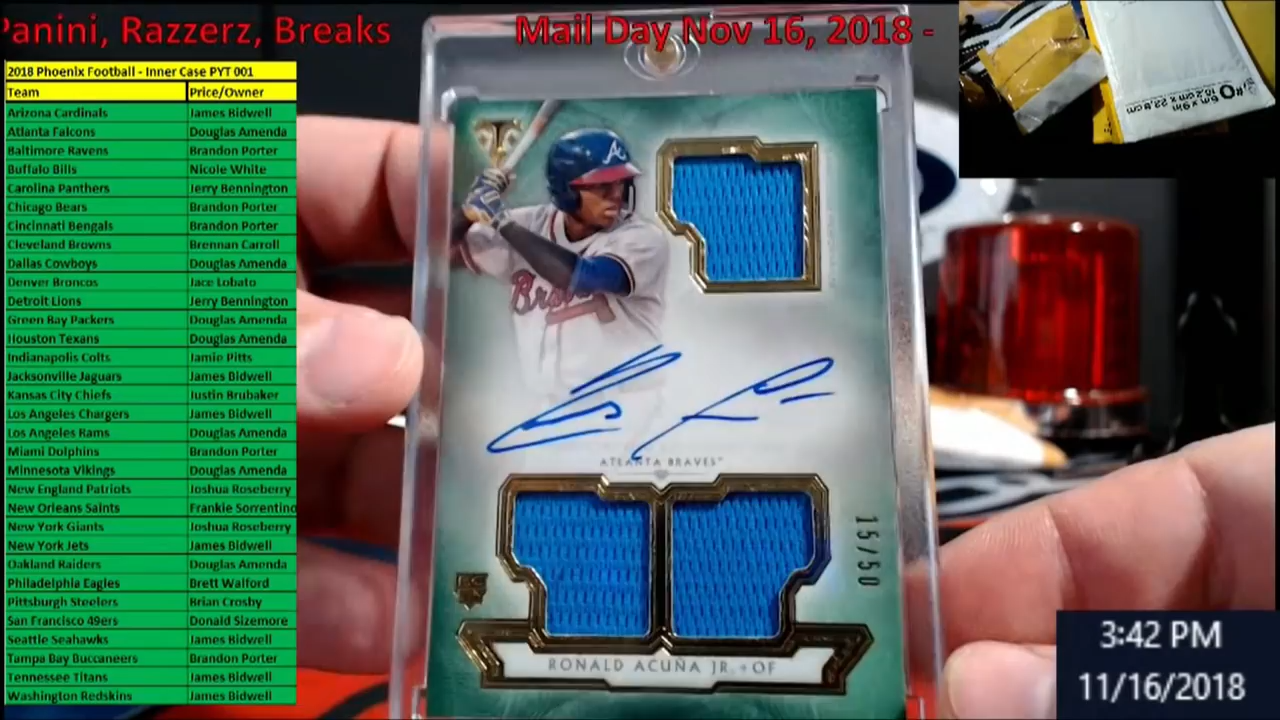 Panini, Razzerz, Breaks
Mail Day Nov 16, 2018 -
2018 Phoenix Football - Inner Case PYT 001
Team Price/Owner
Arizona Cardinals James Bidwell
Atlanta Falcons Douglas Amenda
Baltimore Ravens Brandon Porter
Buffalo Bills Nicole White
Carolina Panthers Jerry Bennington
Chicago Bears Brandon Porter
Cincinnati Bengals Brandon Porter
Cleveland Browns Brennan Carroll
Dallas Cowboys Douglas Amenda
Denver Broncos Jace Lobato
Detroit Lions Jerry Bennington
Green Bay Packers Douglas Amenda
Houston Texans Douglas Amenda
Indianapolis Colts Jamie Pitts
Jacksonville Jaguars James Bidwell
Kansas City Chiefs Justin Brubaker
Los Angeles Chargers James Bidwell
Los Angeles Rams Douglas Amenda
Miami Dolphins Brandon Porter
Minnesota Vikings Douglas Amenda
New England Patriots Joshua Roseberry
New Orleans Saints Frankie Sorrentino
New York Giants Joshua Roseberry
New York Jets James Bidwell
Oakland Raiders Douglas Amenda
Philadelphia Eagles Brett Walford
Pittsburgh Steelers Brian Crosby
San Francisco 49ers Donald Sizemore
Seattle Seahawks James Bidwell
Tampa Bay Buccaneers Brandon Porter
Tennessee Titans James Bidwell
Washington Redskins James Bidwell
A
ATLANTA BRAVES
15/50
RC
RONALD ACUÑA JR. • OF
#0
6in x 9in
3:42 PM
11/16/2018